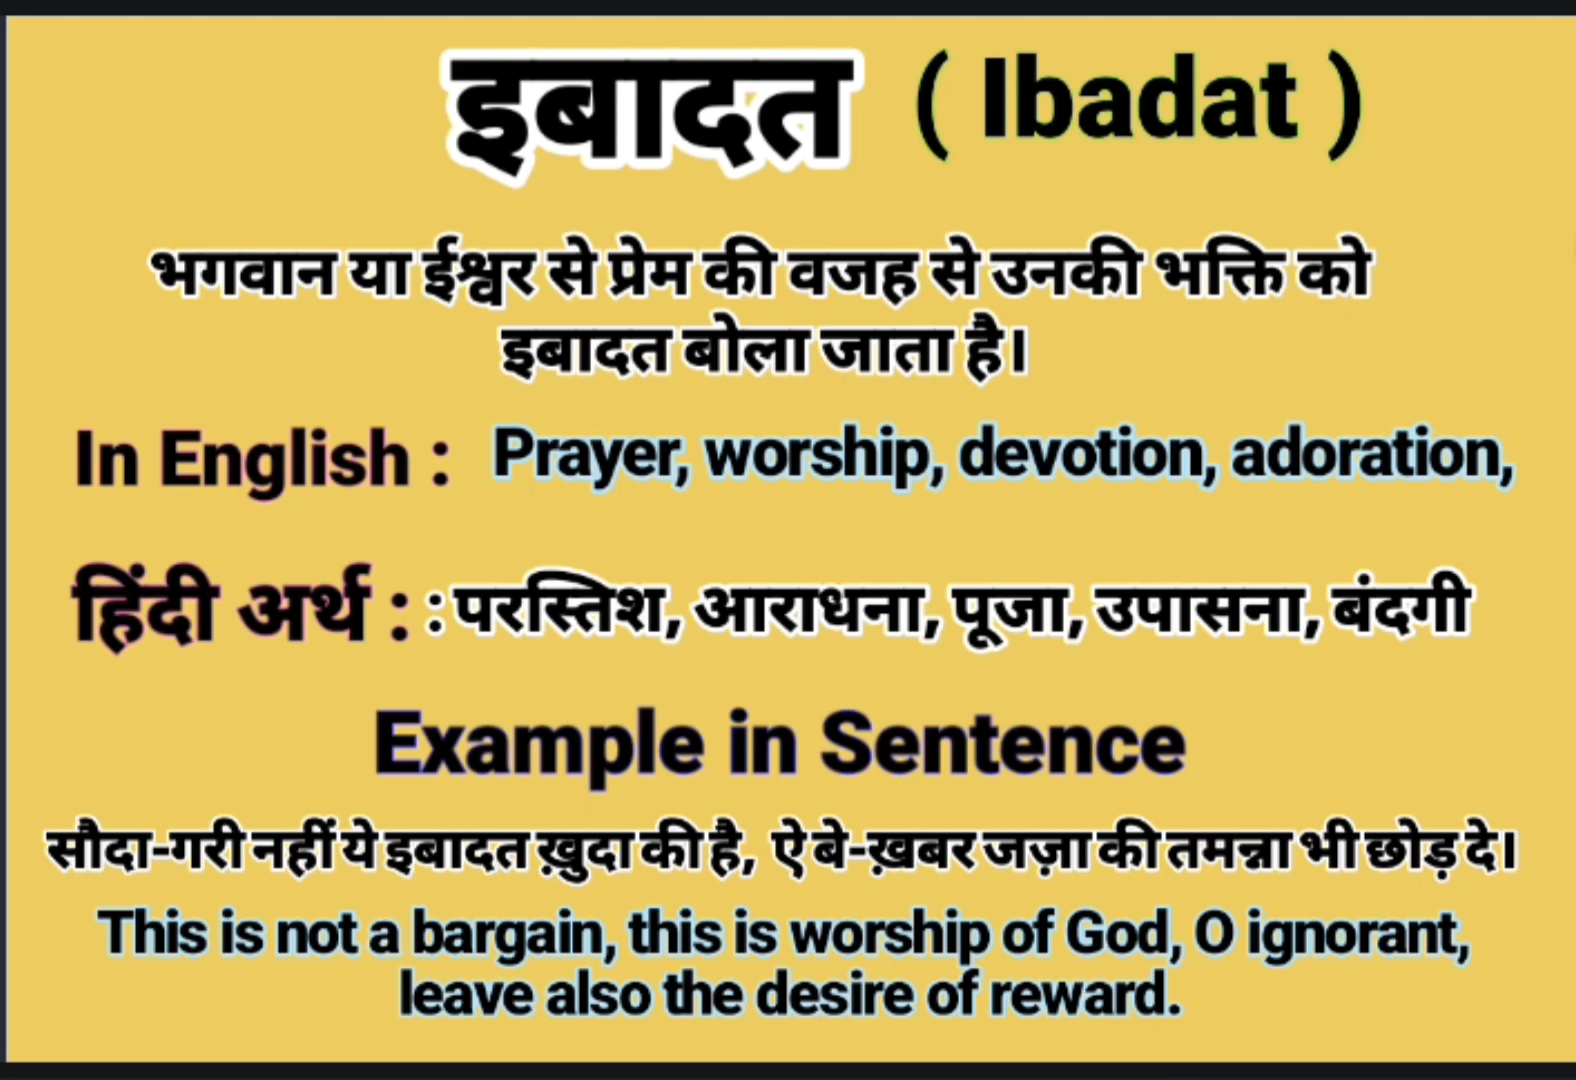 इबादत ( Ibadat )
भगवान या ईश्वर से प्रेम की वजह से उनकी भक्ति को
इबादत बोला जाता है।
In English : Prayer, worship, devotion, adoration,
हिंदी अर्थ : : परस्तिश, आराधना, पूजा, उपासना, बंदगी
Example in Sentence
सौदा-गरी नहीं ये इबादत ख़ुदा की है, ऐ बे-ख़बर जज़ा की तमन्ना भी छोड़ दे।
This is not a bargain, this is worship of God, O ignorant,
leave also the desire of reward.